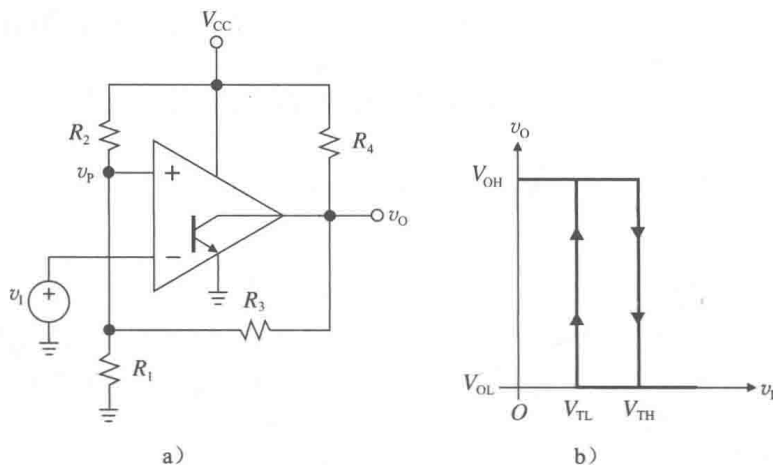 V_CC
R_2
R_4
v_P
+
−
v_O
v_I
+
R_3
R_1
a）
v_O
V_OH
V_OL
O
V_TL
V_TH
v_I
b）